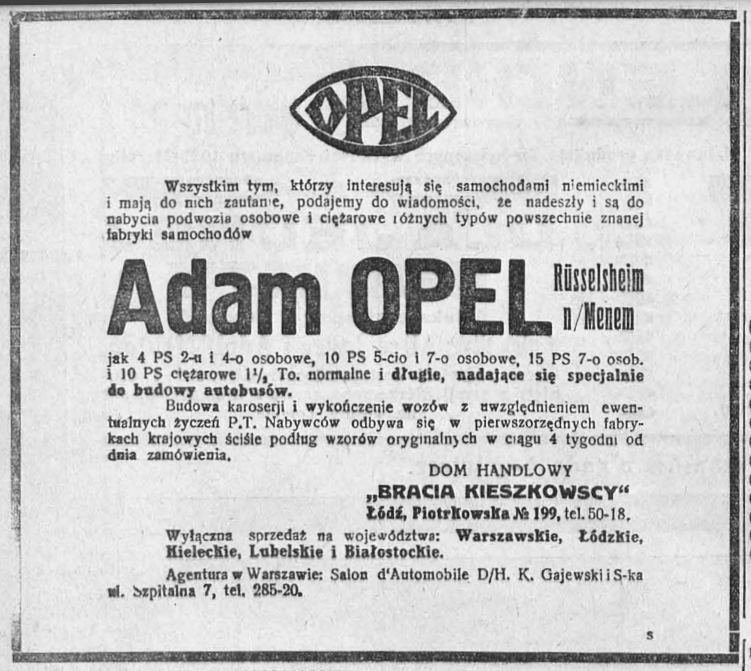 OPEL
Wszystkim tym, którzy interesują się samochodami niemieckimi
i mają do nich zaufanie, podajemy do wiadomości, że nadeszły i są do
nabycia podwozia osobowe i ciężarowe różnych typów powszechnie znanej
fabryki samochodów
Adam OPEL Rüsselsheim
n/Menem
jak 4 PS 2-u i 4-o osobowe, 10 PS 5-cio i 7-o osobowe, 15 PS 7-o osob.
i 10 PS ciężarowe 1½ To. normalne i długie, nadające się specjalnie
do budowy autobusów.
Budowa karoserji i wykończenie wozów z uwzględnieniem ewen-
tualnych życzeń P.T. Nabywców odbywa się w pierwszorzędnych fabry-
kach krajowych ściśle podług wzorów oryginalnych w ciągu 4 tygodni od
dnia zamówienia.
DOM HANDLOWY
„BRACIA KIESZKOWSCY“
Łódź, Piotrkowska № 199, tel. 50-18.
Wyłączna sprzedaż na województwa: Warszawskie, Łódzkie,
Kieleckie, Lubelskie i Białostockie.
Agentura w Warszawie: Salon d'Automobile D/H. K. Gajewski i S-ka
ul. Szpitalna 7, tel. 285-20.
s